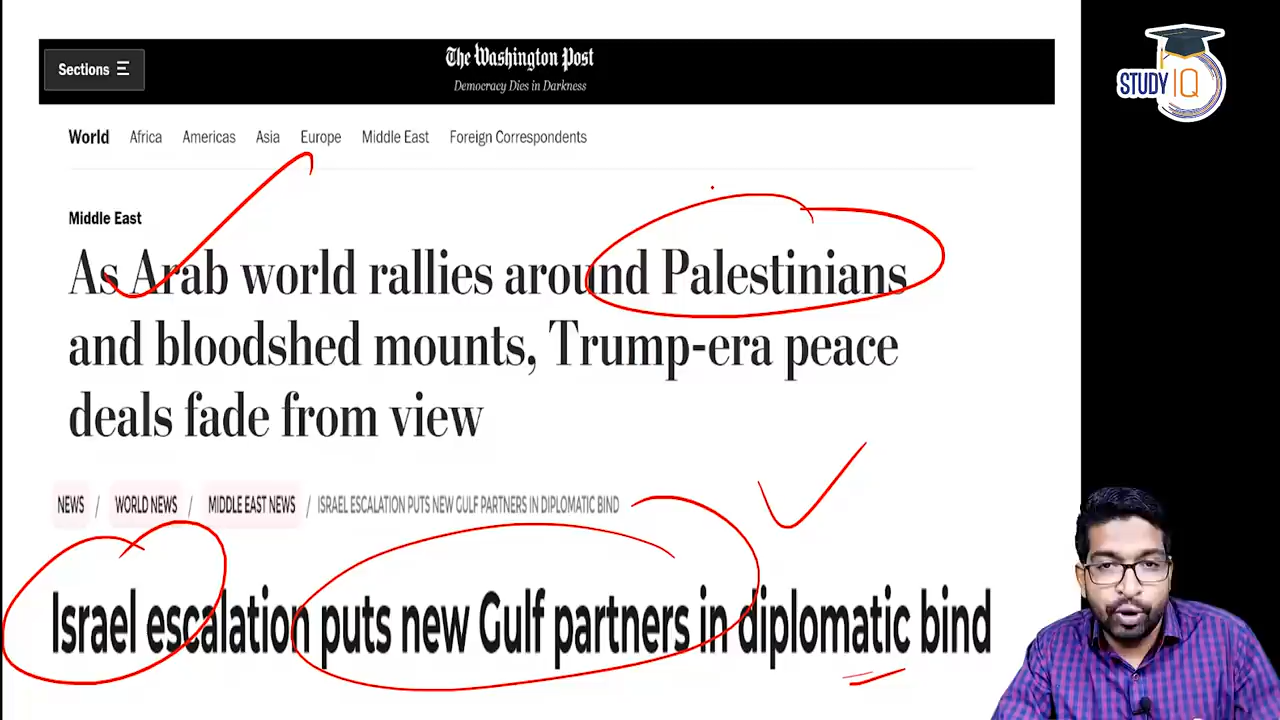 Sections
The Washington Post
Democracy Dies in Darkness
STUDY IQ
World Africa Americas Asia Europe Middle East Foreign Correspondents
Middle East
As Arab world rallies around Palestinians
and bloodshed mounts, Trump-era peace
deals fade from view
NEWS / WORLD NEWS / MIDDLE EAST NEWS / ISRAEL ESCALATION PUTS NEW GULF PARTNERS IN DIPLOMATIC BIND
Israel escalation puts new Gulf partners in diplomatic bind